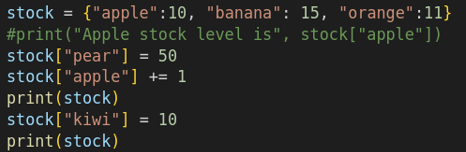 stock = {"apple":10, "banana": 15, "orange":11}
#print("Apple stock level is", stock["apple"])
stock["pear"] = 50
stock["apple"] += 1
print(stock)
stock["kiwi"] = 10
print(stock)